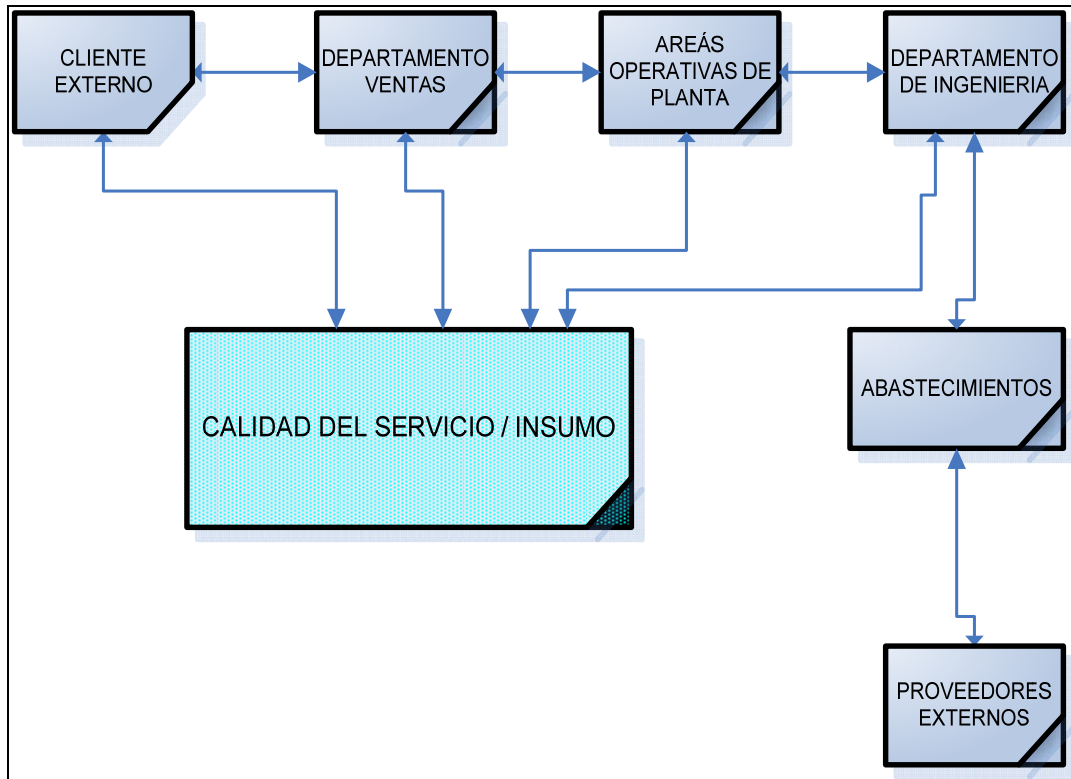 CLIENTE
EXTERNO
DEPARTAMENTO
VENTAS
AREÁS
OPERATIVAS DE
PLANTA
DEPARTAMENTO
DE INGENIERIA
CALIDAD DEL SERVICIO / INSUMO
ABASTECIMIENTOS
PROVEEDORES
EXTERNOS